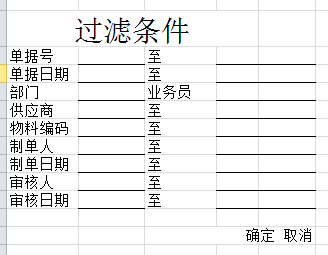 过滤条件
单据号 至
单据日期 至
部门 业务员
供应商 至
物料编码 至
制单人 至
制单日期 至
审核人 至
审核日期 至
确定 取消